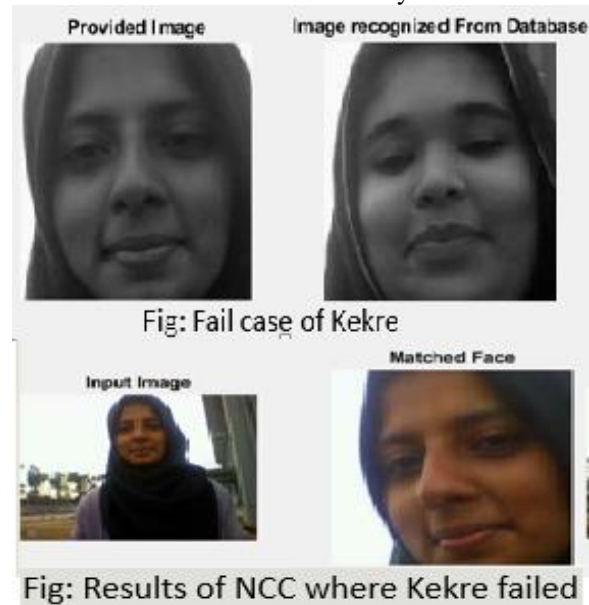 Provided Image Image recognized From Database
Fig: Fail case of Kekre
Input Image Matched Face
Fig: Results of NCC where Kekre failed